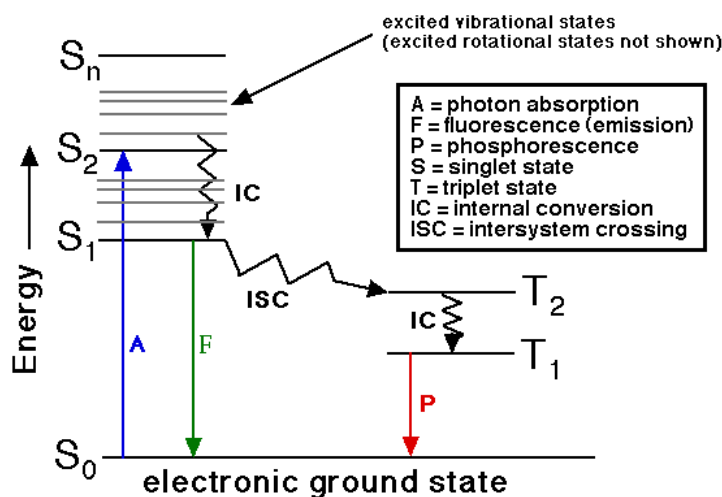 excited vibrational states
(excited rotational states not shown)
Sn
A = photon absorption
F = fluorescence (emission)
P = phosphorescence
S = singlet state
T = triplet state
IC = internal conversion
ISC = intersystem crossing
S2
IC
S1
ISC
T2
IC
T1
Energy
A
F
P
S0
electronic ground state